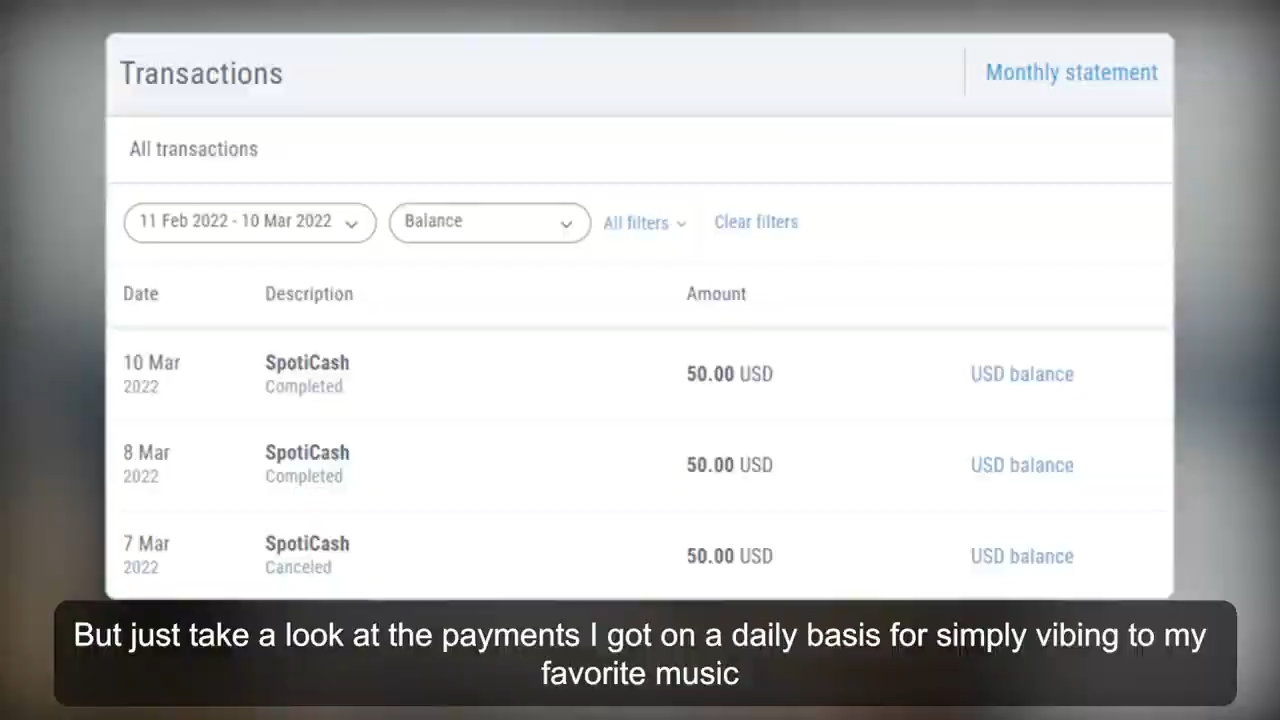 Transactions
Monthly statement
All transactions
11 Feb 2022 - 10 Mar 2022
Balance
All filters
Clear filters
Date
Description
Amount
10 Mar
2022
SpotiCash
Completed
50.00 USD
USD balance
8 Mar
2022
SpotiCash
Completed
50.00 USD
USD balance
7 Mar
2022
SpotiCash
Canceled
50.00 USD
USD balance
But just take a look at the payments I got on a daily basis for simply vibing to my
favorite music